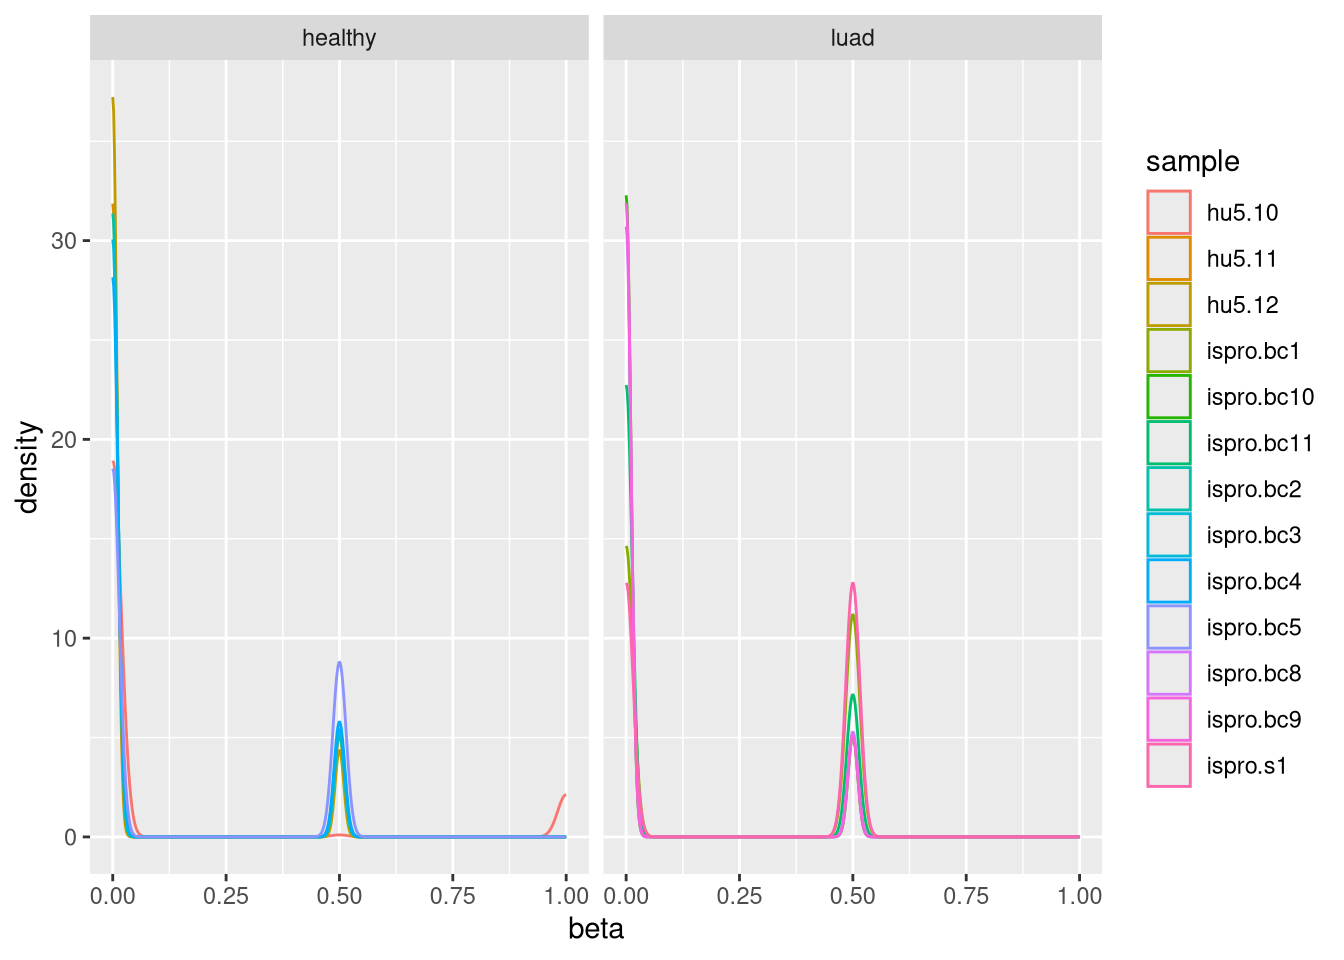 healthy
luad
30
20
10
0
density
0.00
0.25
0.50
0.75
1.00
0.00
0.25
0.50
0.75
1.00
beta
sample
hu5.10
hu5.11
hu5.12
ispro.bc1
ispro.bc10
ispro.bc11
ispro.bc2
ispro.bc3
ispro.bc4
ispro.bc5
ispro.bc8
ispro.bc9
ispro.s1